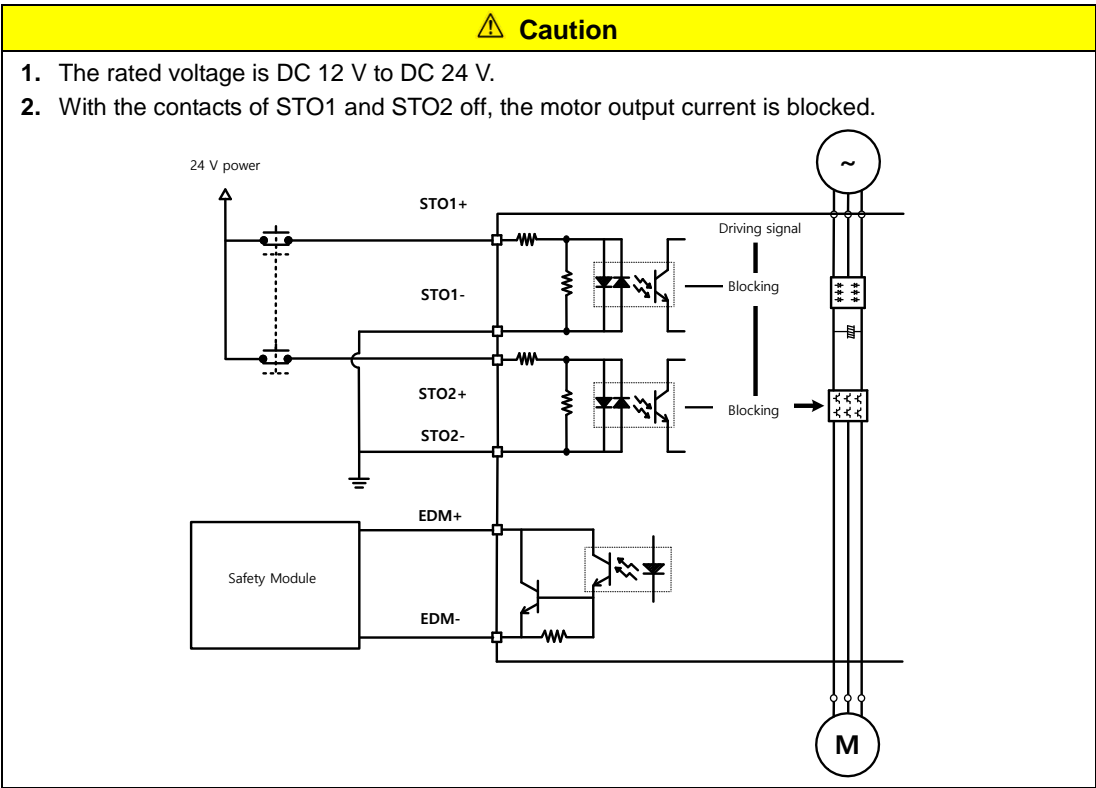 ⚠ Caution
1. The rated voltage is DC 12 V to DC 24 V.
2. With the contacts of STO1 and STO2 off, the motor output current is blocked.
24 V power
~
STO1+
Driving signal
STO1-
Blocking
STO2+
Blocking
STO2-
EDM+
Safety Module
EDM-
M